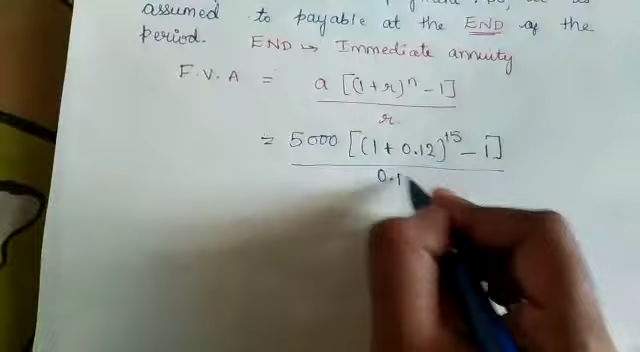 assumed to payable at the END of the
period. END ↳ Immediate annuity
F.V.A = a [(1+r)^n - 1]
r
= 5000 [(1+0.12)^15 - 1]
0.1